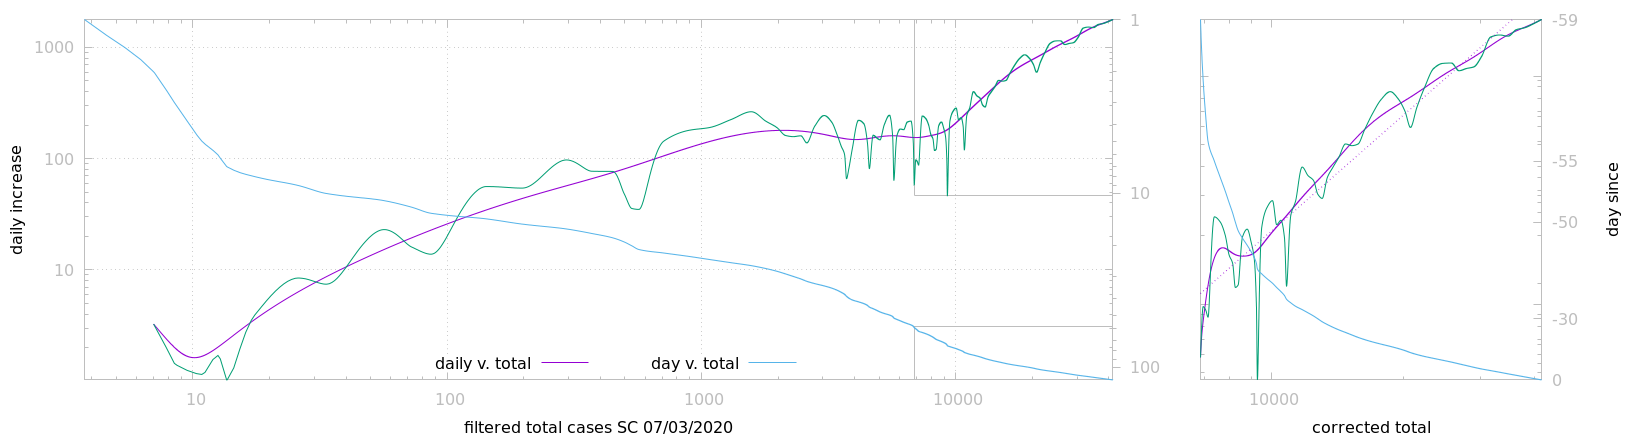 daily increase
1000
100
10
10
100
1000
10000
filtered total cases SC 07/03/2020
daily v. total
day v. total
1
10
100
10000
corrected total
-59
-55
-50
-30
0
day since